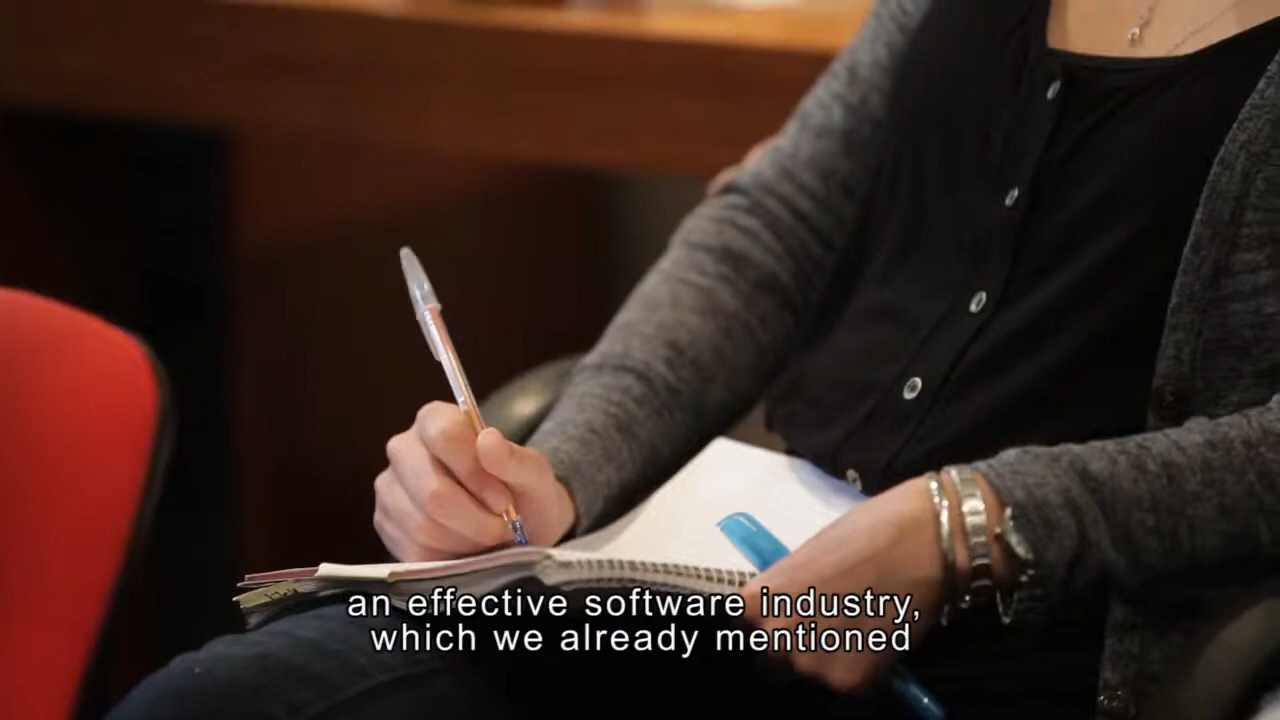 an effective software industry,
which we already mentioned